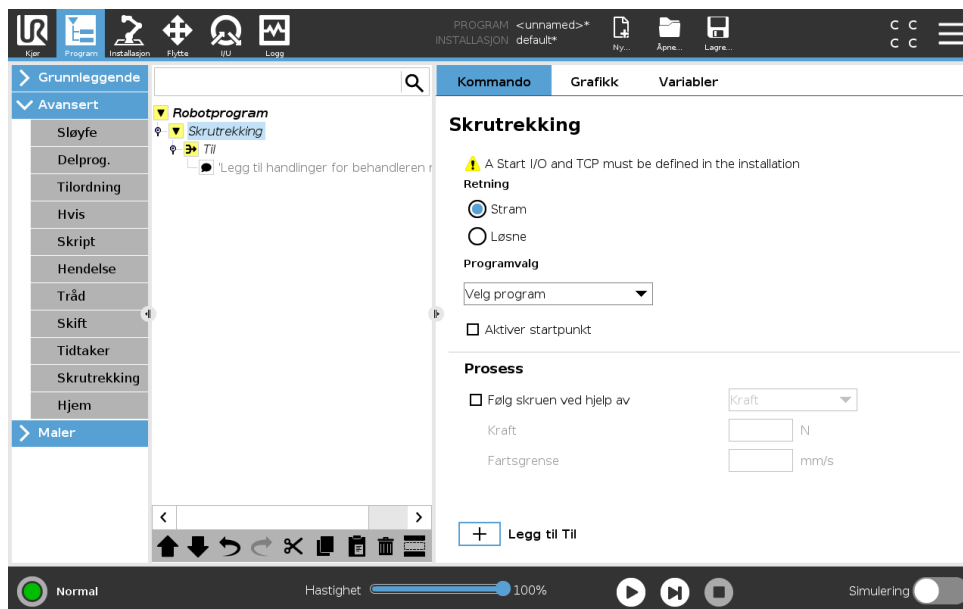 UR
PROGRAM <unnamed>*
INSTALLASJON default*
Kjør
Program
Installasjon
Flytte
I/U
Logg
Ny...
Åpne...
Lagre...
C C
C C
Grunnleggende
Avansert
Sløyfe
Delprog.
Tilordning
Hvis
Skript
Hendelse
Tråd
Skift
Tidtaker
Skrutrekking
Hjem
Maler
Robotprogram
Skrutrekking
Til
'Legg til handlinger for behandleren
Kommando
Grafikk
Variabler
Skrutrekking
A Start I/O and TCP must be defined in the installation
Retning
Stram
Løsne
Programvalg
Velg program
Aktiver startpunkt
Prosess
Følg skruen ved hjelp av
Kraft
Kraft
N
Fartsgrense
mm/s
Legg til Til
Normal
Hastighet
100%
Simulering